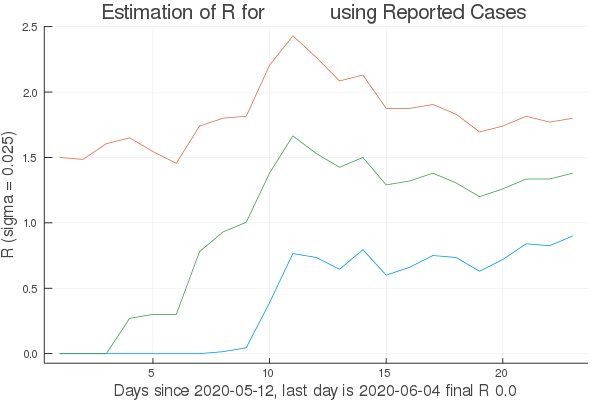 Estimation of R for using Reported Cases
2.5
2.0
1.5
1.0
0.5
0.0
R (sigma = 0.025)
5 10 15 20
Days since 2020-05-12, last day is 2020-06-04 final R 0.0